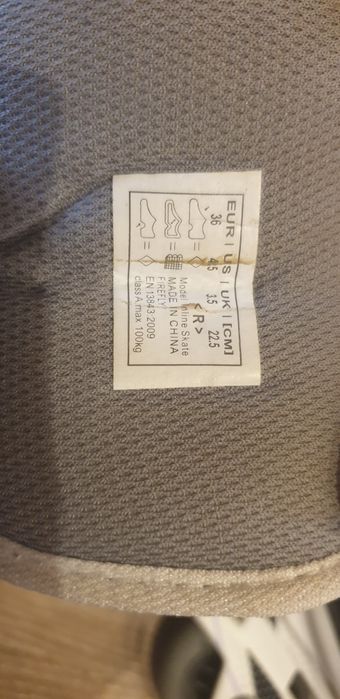 EUR | US | UK | [CM]
36 4.5 3.5 22.5
<R>
Model Inline Skate
MADE IN CHINA
FIREFLY
EN 13843:2009
class A max. 100kg